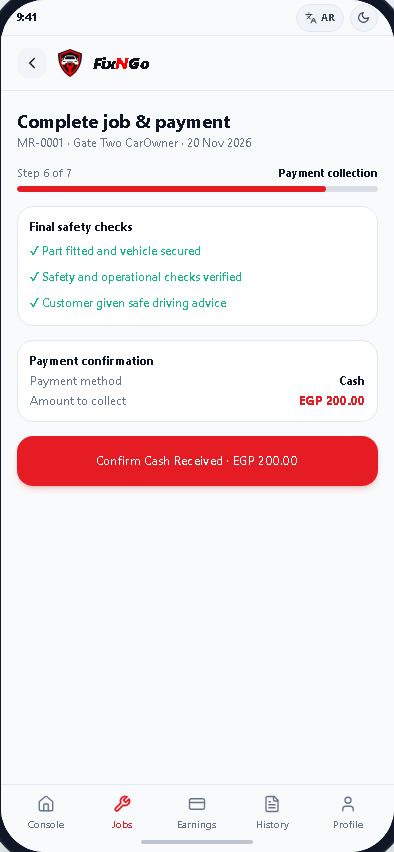 9:41
AR
FixNGo
Complete job & payment
MR-0001 · Gate Two CarOwner · 20 Nov 2026
Step 6 of 7
Payment collection
Final safety checks
✓ Part fitted and vehicle secured
✓ Safety and operational checks verified
✓ Customer given safe driving advice
Payment confirmation
Payment method
Cash
Amount to collect
EGP 200.00
Confirm Cash Received · EGP 200.00
Console
Jobs
Earnings
History
Profile